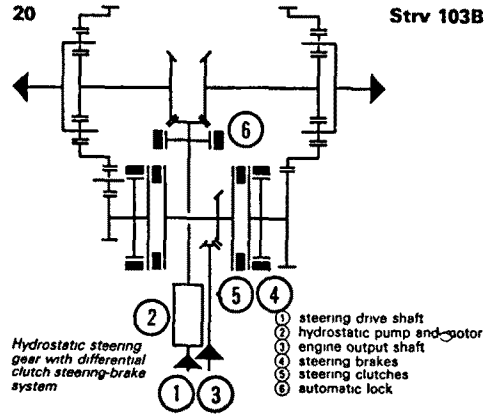 20
Strv 103B
6
2
5
4
1
3
Hydrostatic steering
gear with differential
clutch steering-brake
system
1 steering drive shaft
2 hydrostatic pump and motor
3 engine output shaft
4 steering brakes
5 steering clutches
6 automatic lock